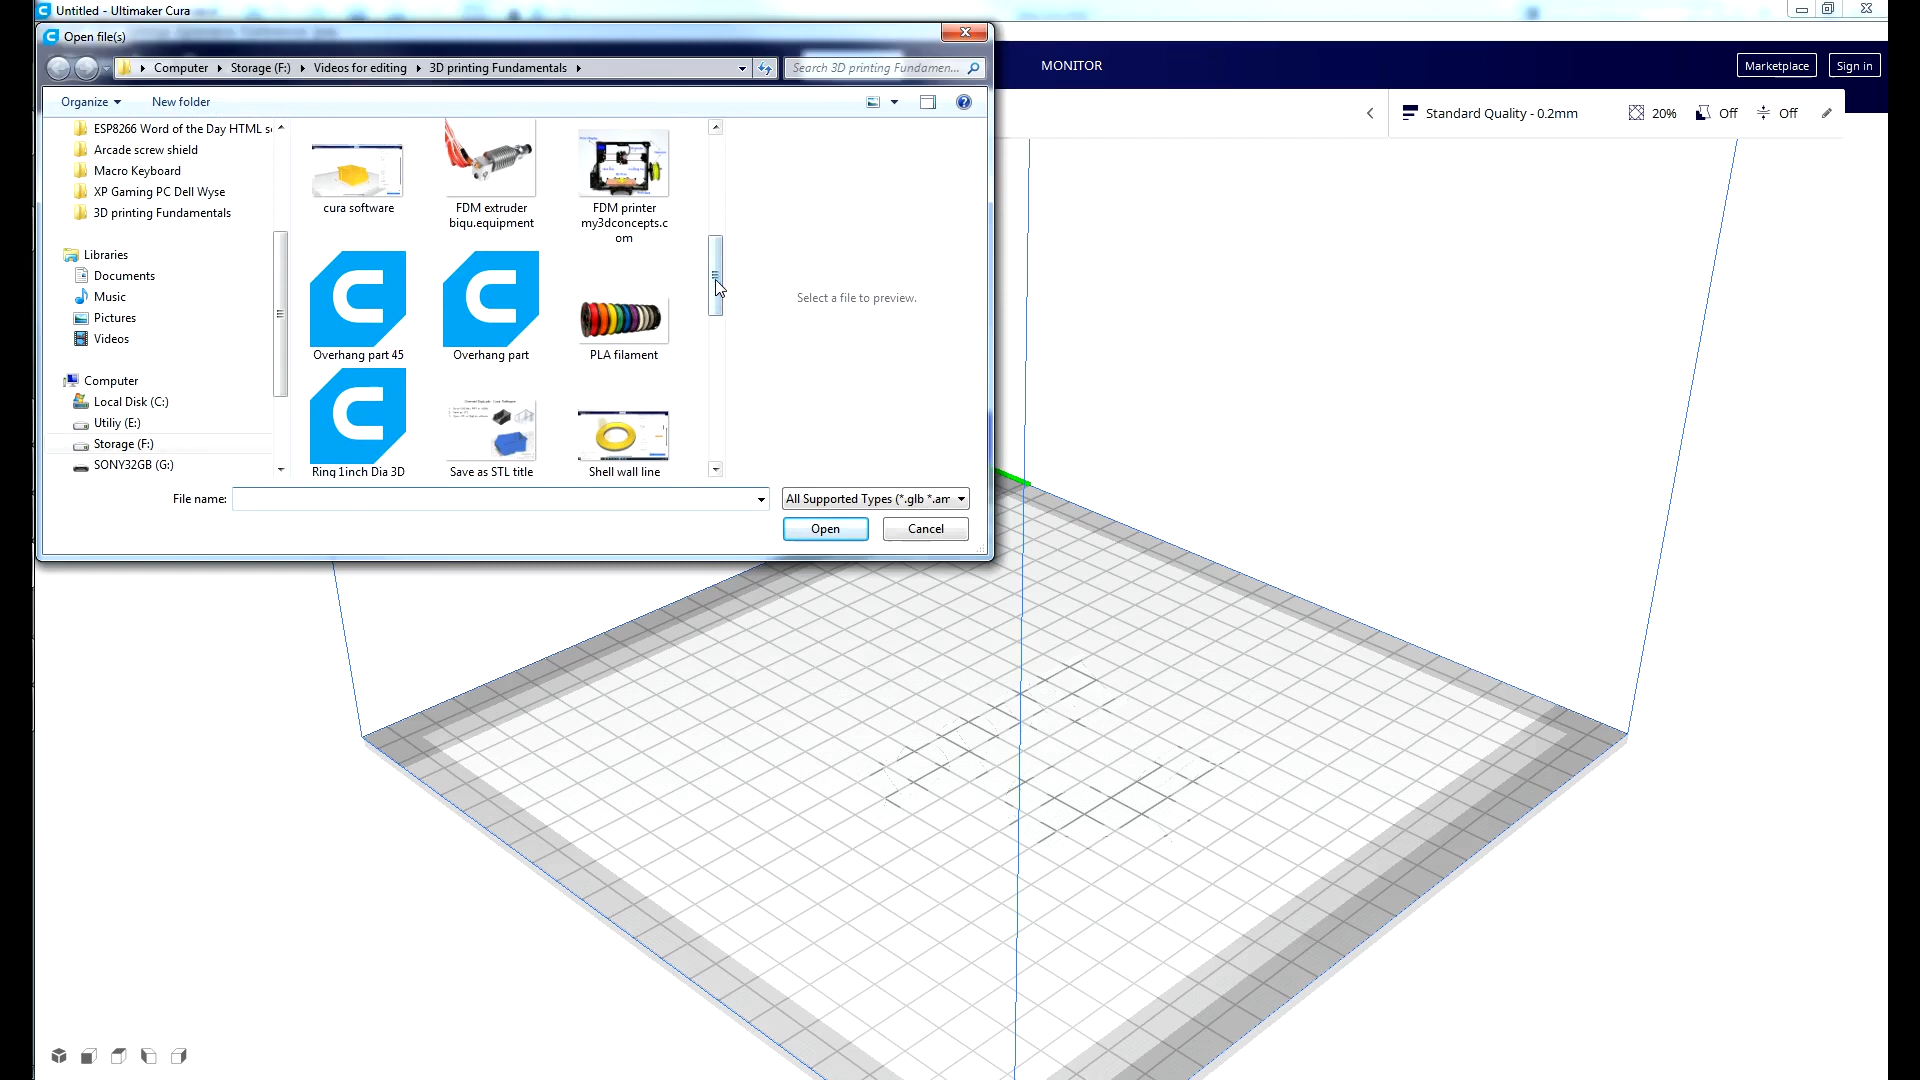 Untitled - Ultimaker Cura
Open file(s)
Computer Storage (F:) Videos for editing 3D printing Fundamentals
Search 3D printing Fundamen...
MONITOR
Marketplace
Sign in
Organize
New folder
Standard Quality - 0.2mm
20%
Off
Off
ESP8266 Word of the Day HTML s
Arcade screw shield
Macro Keyboard
XP Gaming PC Dell Wyse
3D printing Fundamentals
Libraries
Documents
Music
Pictures
Videos
Computer
Local Disk (C:)
Utiliy (E:)
Storage (F:)
SONY32GB (G:)
cura software
FDM extruder
biqu.equipment
FDM printer
my3dconcepts.c
om
Overhang part 45
Overhang part
PLA filament
Ring 1inch Dia 3D
Save as STL title
Shell wall line
Select a file to preview.
File name:
All Supported Types (*.glb *.am
Open
Cancel